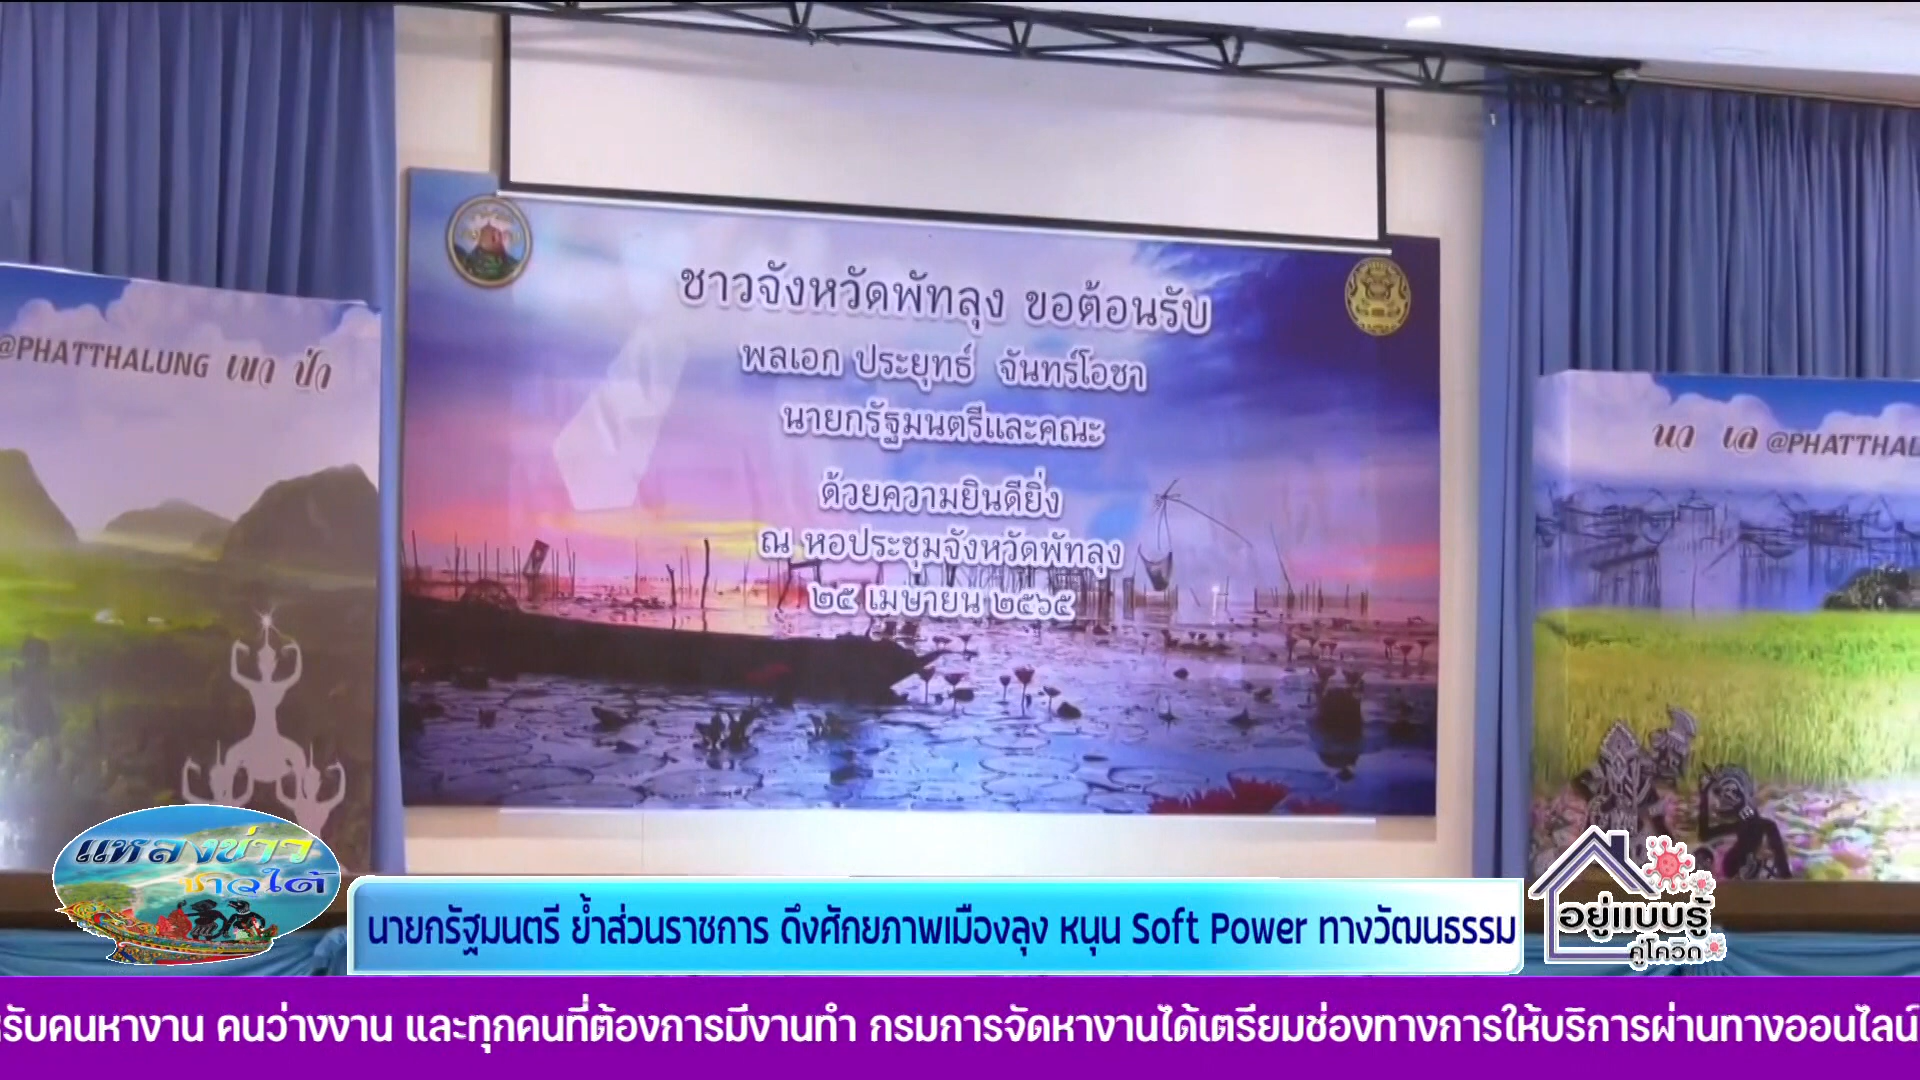 ชาวจังหวัดพัทลุง ขอต้อนรับ
พลเอก ประยุทธ์ จันทร์โอชา
นายกรัฐมนตรีและคณะ
ด้วยความยินดียิ่ง
ณ หอประชุมจังหวัดพัทลุง
๒๕ เมษายน ๒๕๖๕
@PHATTHALUNG เขา ป่า
นา เล @PHATTHAL
แหลงข่าว
ชาวใต้
นายกรัฐมนตรี ย้ำส่วนราชการ ดึงศักยภาพเมืองลุง หนุน Soft Power ทางวัฒนธรรม
อยู่แบบรู้
คู่โควิด
รับคนหางาน คนว่างงาน และทุกคนที่ต้องการมีงานทำ กรมการจัดหางานได้เตรียมช่องทางการให้บริการผ่านทางออนไลน์